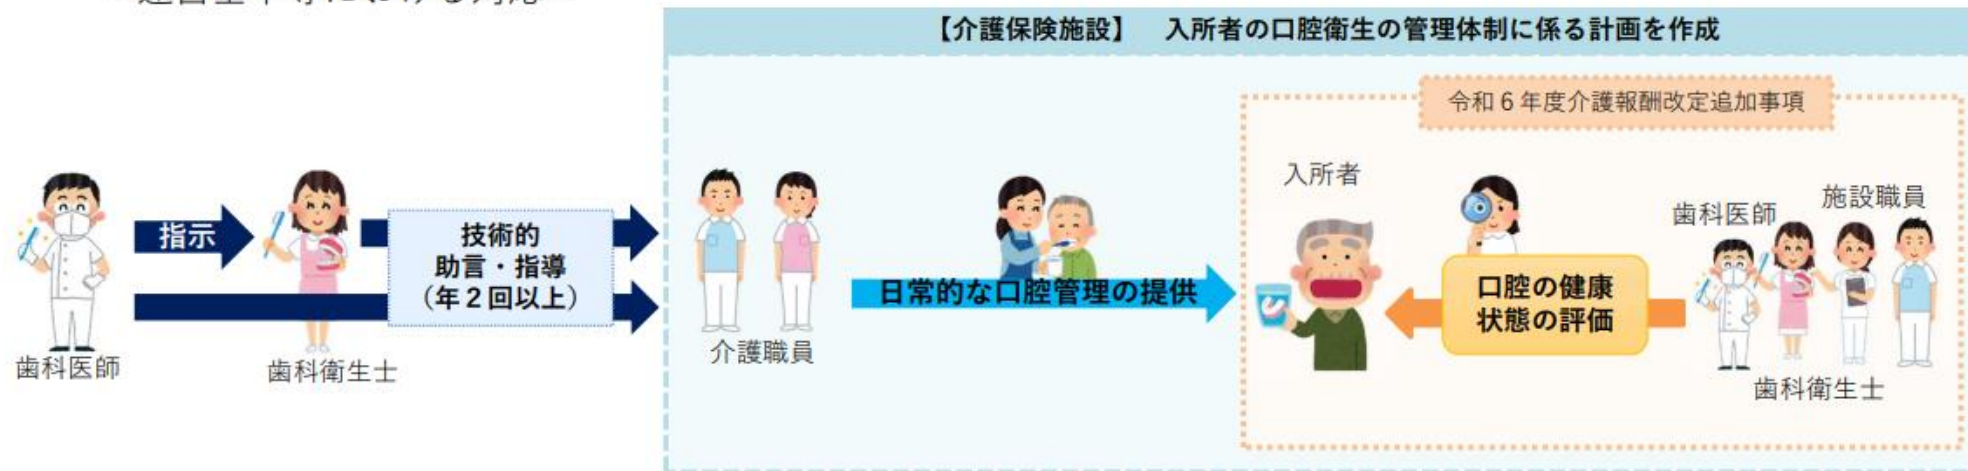 【介護保険施設】 入所者の口腔衛生の管理体制に係る計画を作成
令和６年度介護報酬改定追加事項
指示
技術的
助言・指導
（年２回以上）
歯科医師
歯科衛生士
介護職員
日常的な口腔管理の提供
入所者
口腔の健康
状態の評価
歯科医師
施設職員
歯科衛生士